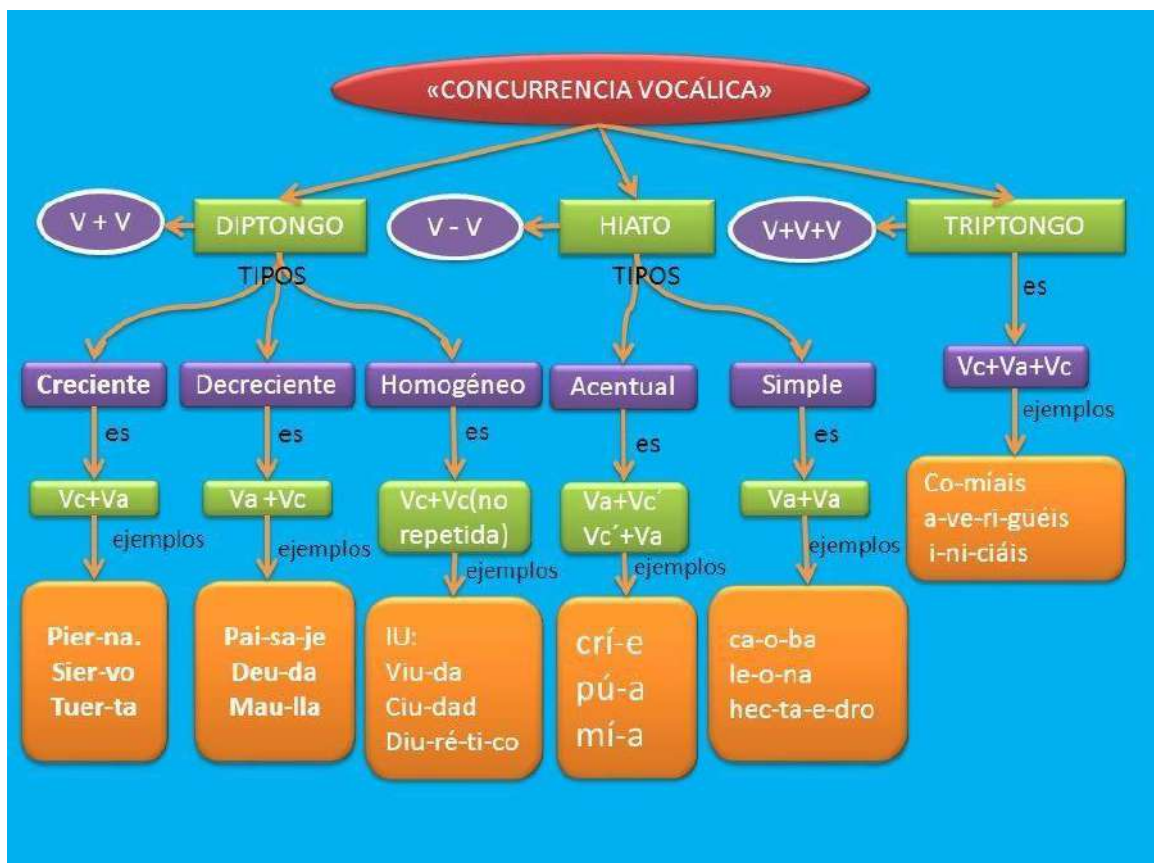 «CONCURRENCIA VOCÁLICA»
V + V
DIPTONGO
V - V
HIATO
V+V+V
TRIPTONGO
TIPOS
TIPOS
es
Creciente
Decreciente
Homogéneo
Acentual
Simple
Vc+Va+Vc
es
es
es
es
es
ejemplos
Vc+Va
Va +Vc
Vc+Vc(no
repetida)
Va+Vc´
Vc´+Va
Va+Va
Co-míais
a-ve-ri-güéis
i-ni-ciáis
ejemplos
ejemplos
ejemplos
ejemplos
ejemplos
Pier-na.
Sier-vo
Tuer-ta
Pai-sa-je
Deu-da
Mau-lla
IU:
Viu-da
Ciu-dad
Diu-ré-ti-co
crí-e
pú-a
mí-a
ca-o-ba
le-o-na
hec-ta-e-dro